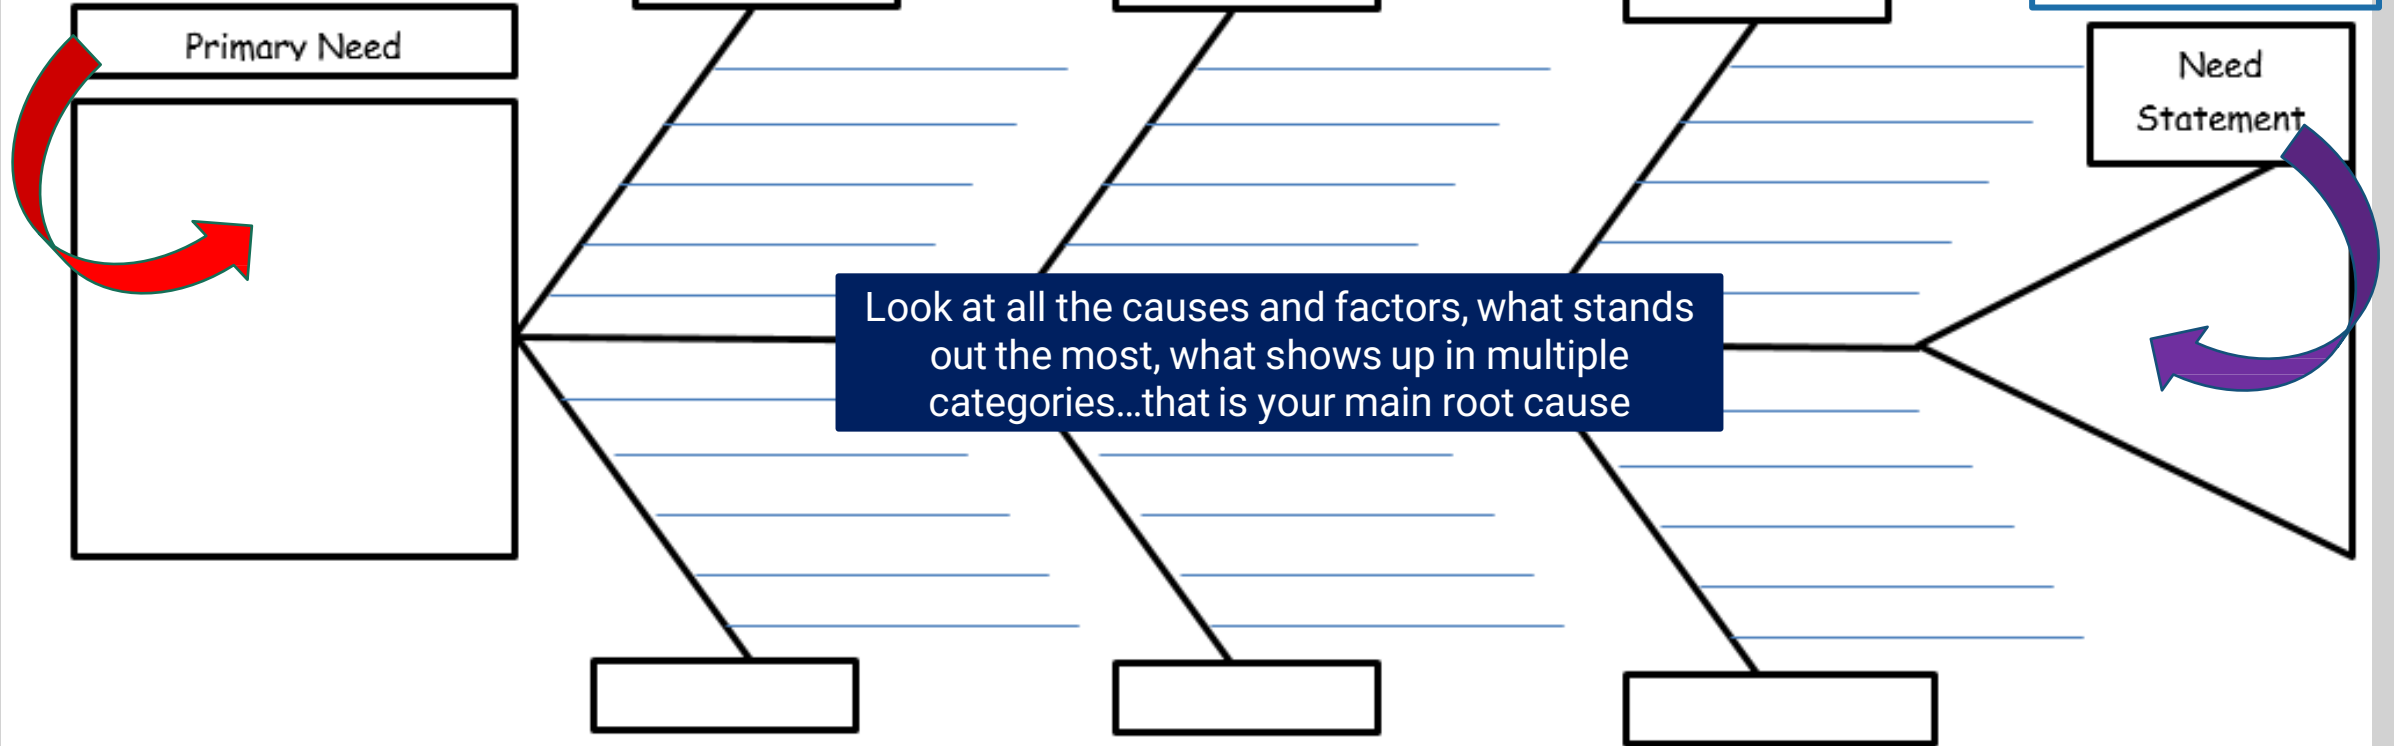 Primary Need
Need
Statement
Look at all the causes and factors, what stands
out the most, what shows up in multiple
categories...that is your main root cause